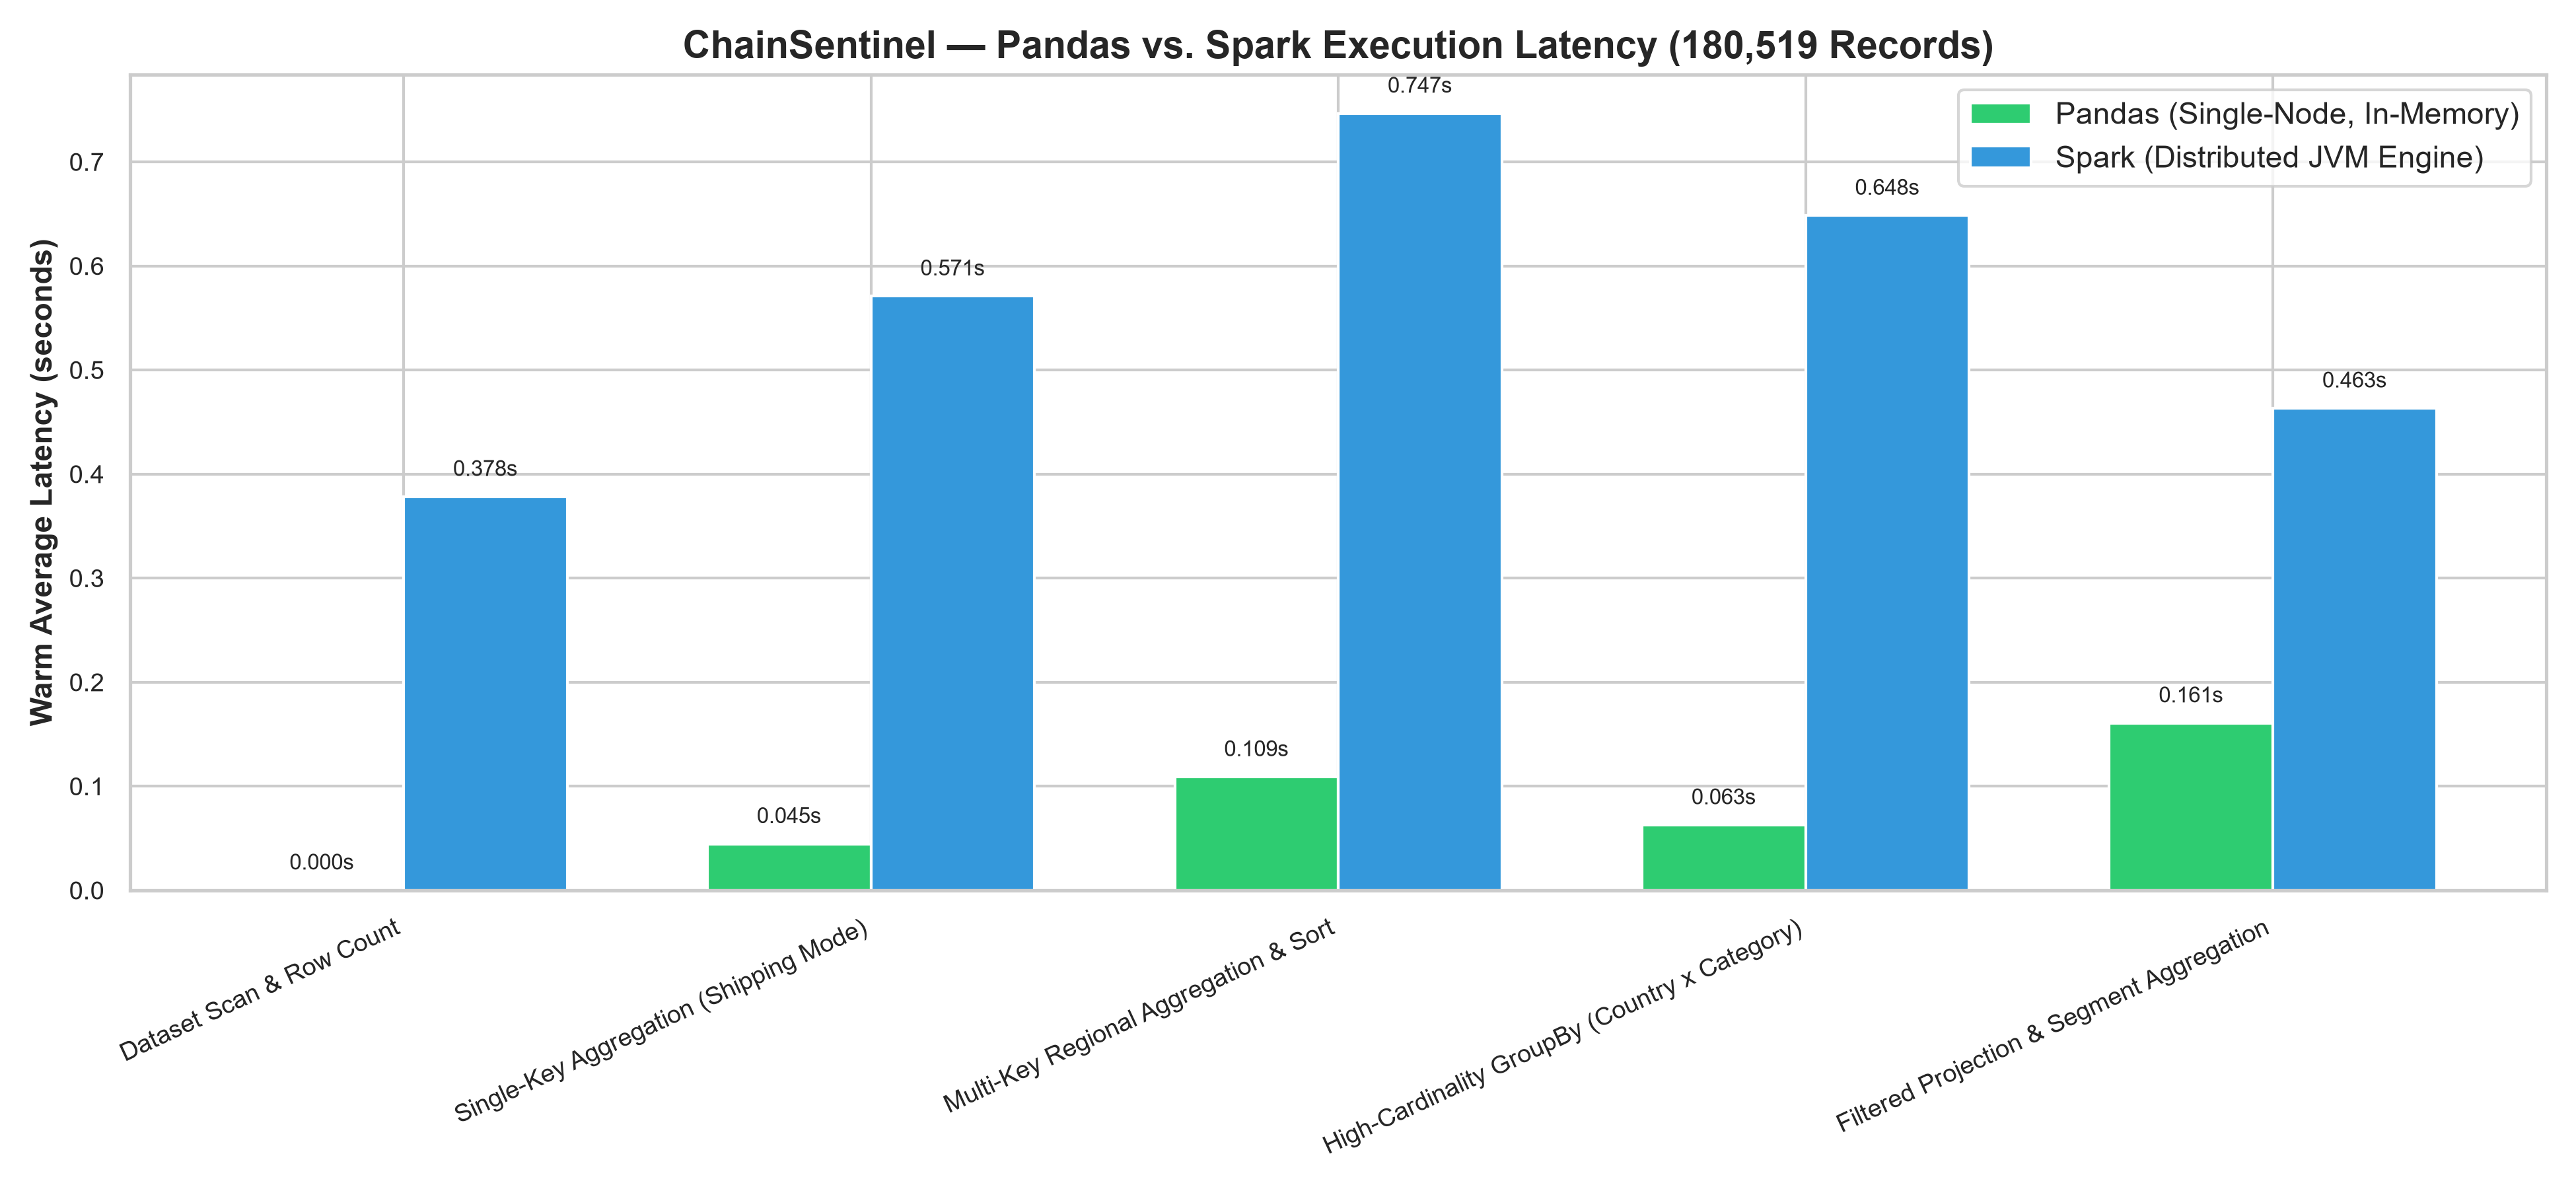 ChainSentinel — Pandas vs. Spark Execution Latency (180,519 Records)
Pandas (Single-Node, In-Memory)
Spark (Distributed JVM Engine)
Warm Average Latency (seconds)
0.7
0.6
0.5
0.4
0.3
0.2
0.1
0.0
0.000s
0.378s
0.045s
0.571s
0.109s
0.747s
0.063s
0.648s
0.161s
0.463s
Dataset Scan & Row Count
Single-Key Aggregation (Shipping Mode)
Multi-Key Regional Aggregation & Sort
High-Cardinality GroupBy (Country x Category)
Filtered Projection & Segment Aggregation